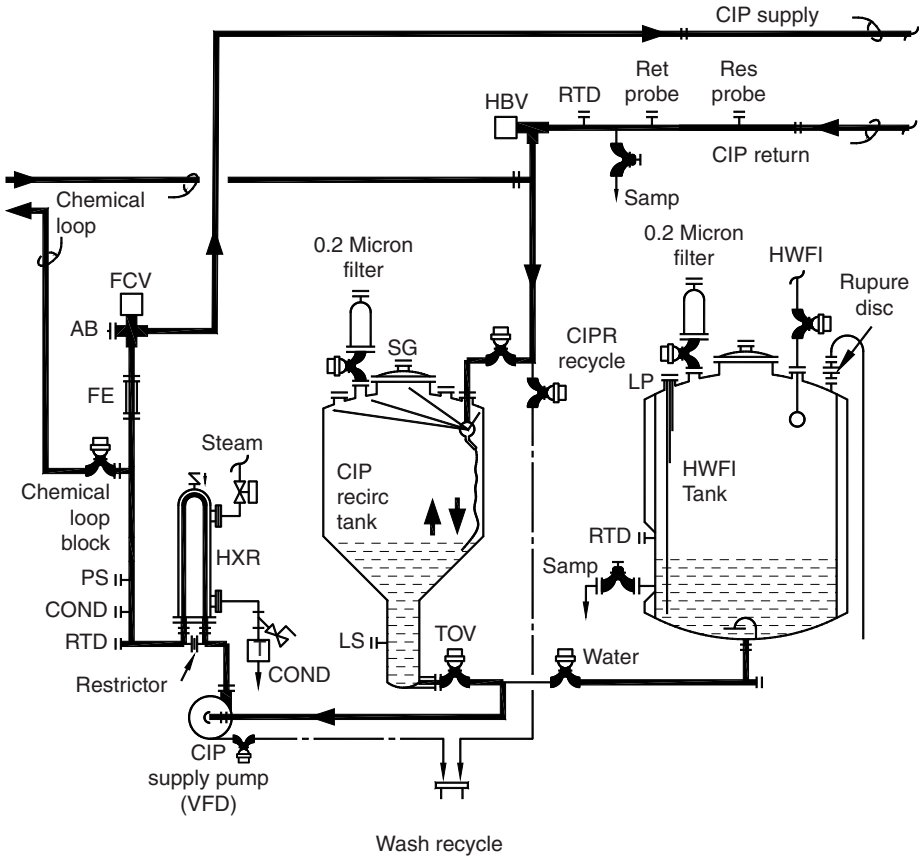 CIP supply
HBV
RTD
Ret
probe
Res
probe
CIP return
Samp
Chemical
loop
0.2 Micron
filter
0.2 Micron
filter
HWFI
Rupure
disc
FCV
AB
SG
CIPR
recycle
LP
FE
Steam
CIP
recirc
tank
HWFI
Tank
Chemical
loop
block
HXR
RTD
PS
Samp
COND
RTD
LS
TOV
Water
COND
Restrictor
CIP
supply pump
(VFD)
Wash recycle